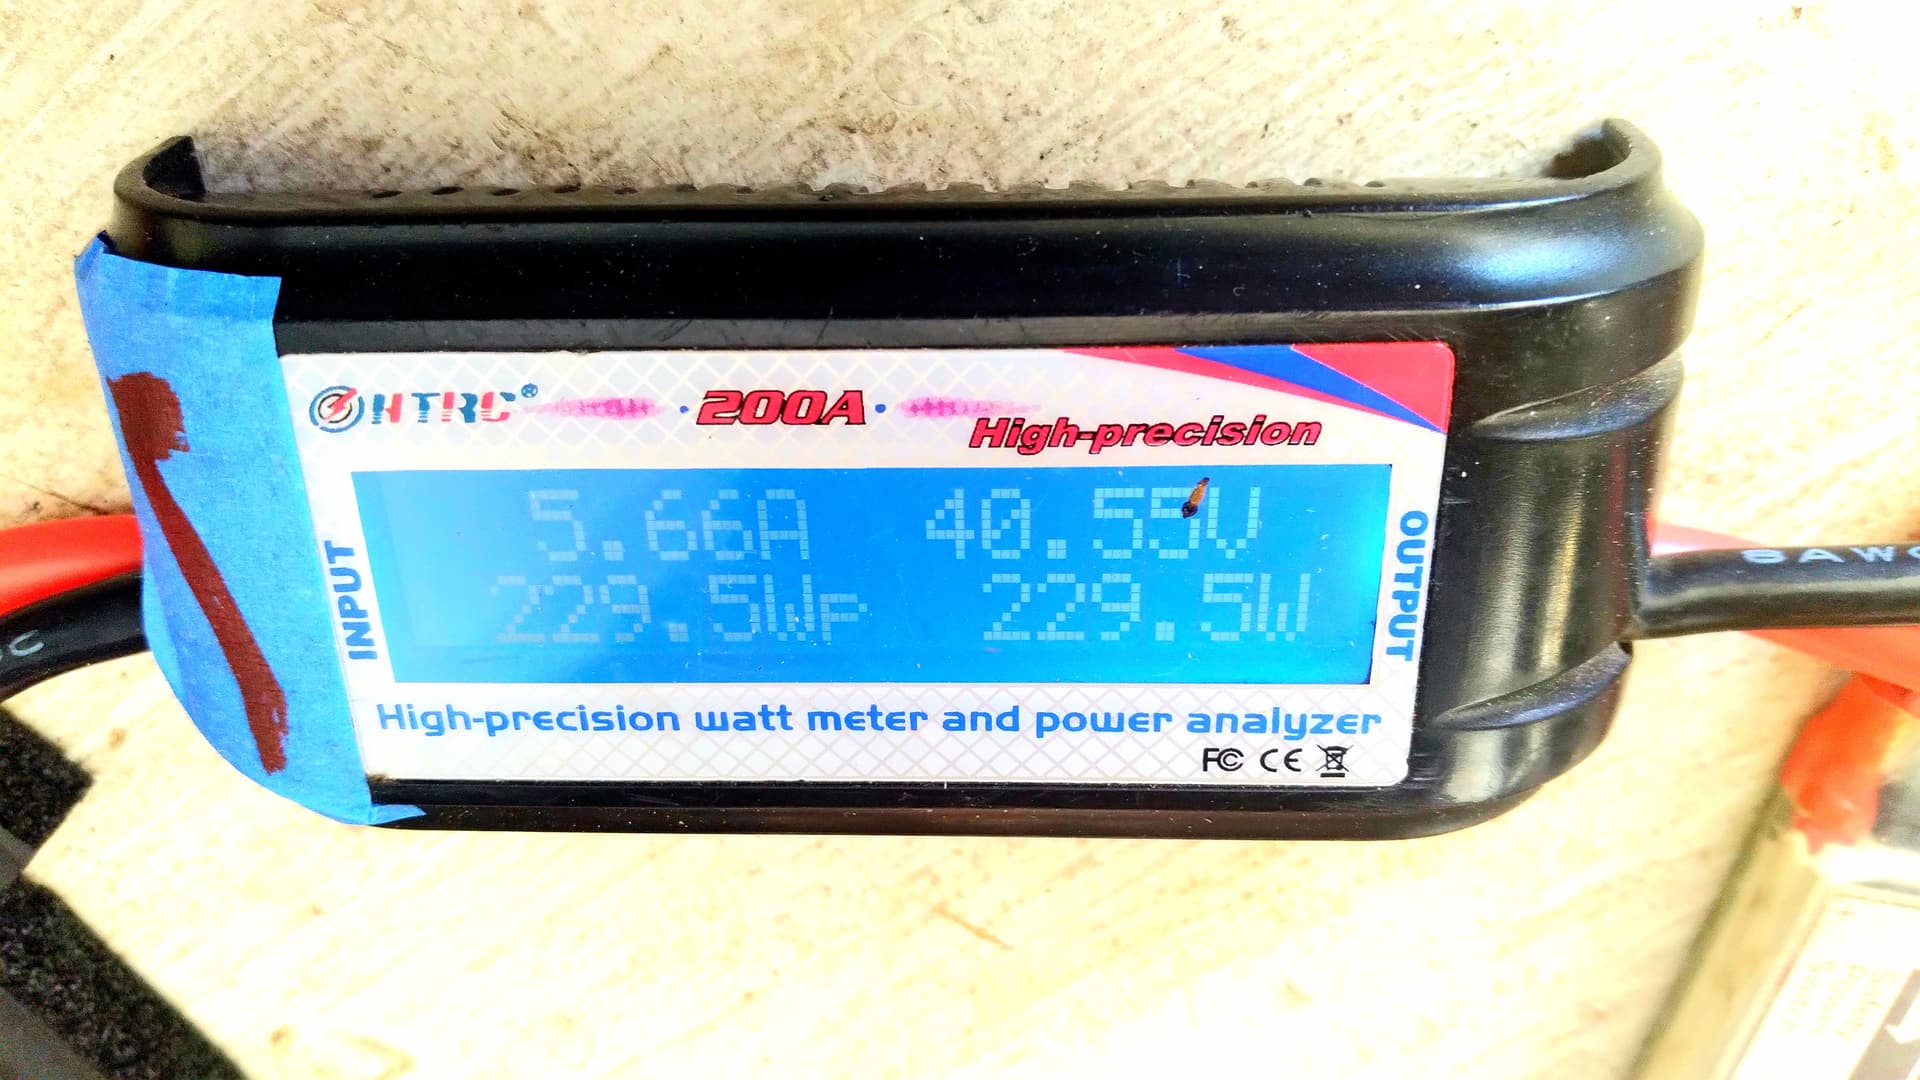 HTRC®
·200A·
High-precision
5.66A 40.55V
229.5Wp 229.5W
INPUT
OUTPUT
High-precision watt meter and power analyzer
FC CE
8AWG